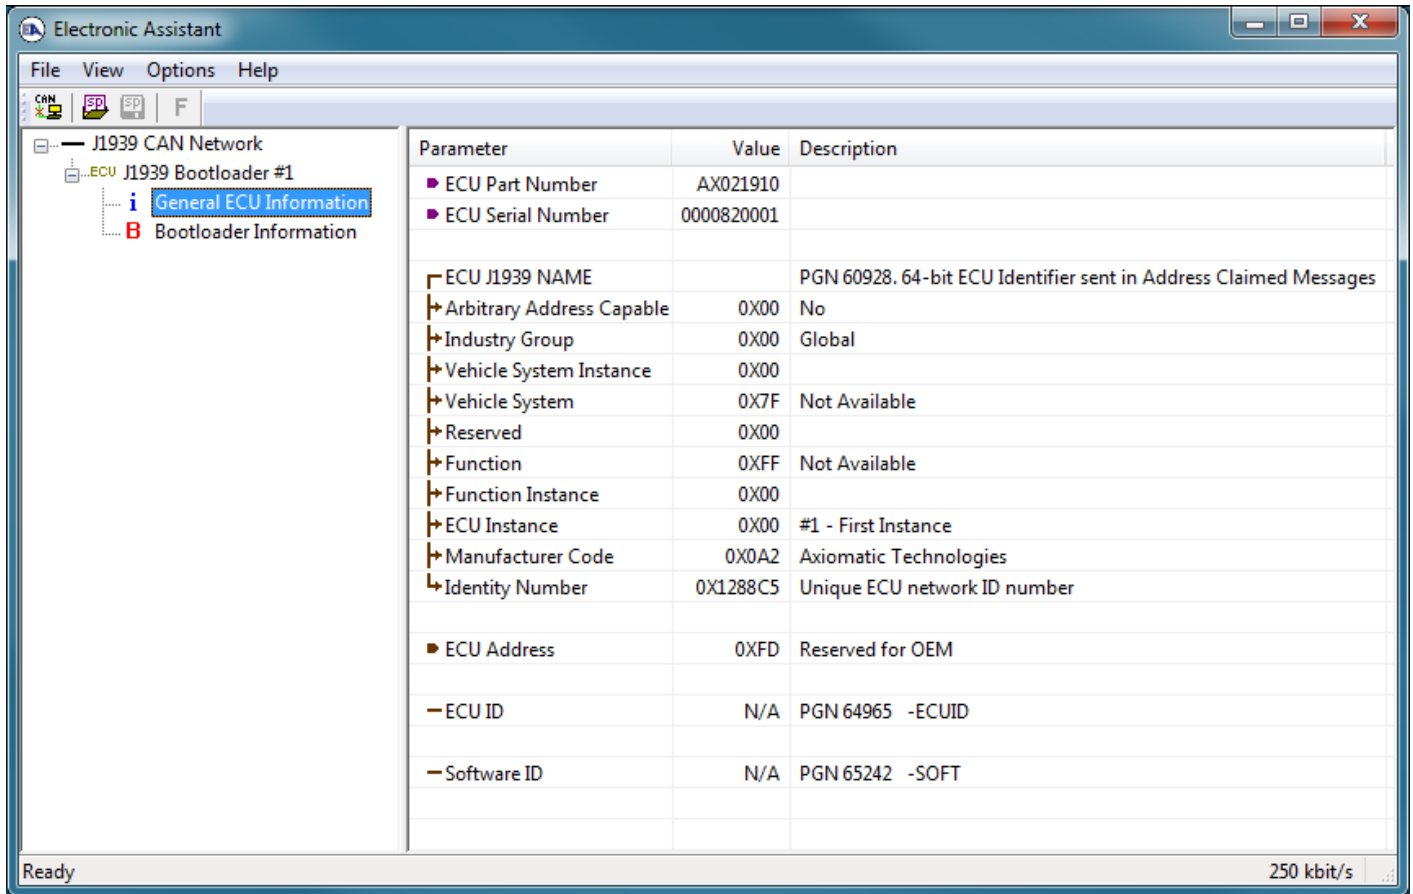 EA Electronic Assistant
File View Options Help
CAN SP SP F
J1939 CAN Network
ECU J1939 Bootloader #1
i General ECU Information
B Bootloader Information
Parameter Value Description
ECU Part Number AX021910
ECU Serial Number 0000820001
ECU J1939 NAME PGN 60928. 64-bit ECU Identifier sent in Address Claimed Messages
Arbitrary Address Capable 0X00 No
Industry Group 0X00 Global
Vehicle System Instance 0X00
Vehicle System 0X7F Not Available
Reserved 0X00
Function 0XFF Not Available
Function Instance 0X00
ECU Instance 0X00 #1 - First Instance
Manufacturer Code 0X0A2 Axiomatic Technologies
Identity Number 0X1288C5 Unique ECU network ID number
ECU Address 0XFD Reserved for OEM
ECU ID N/A PGN 64965 -ECUID
Software ID N/A PGN 65242 -SOFT
Ready 250 kbit/s